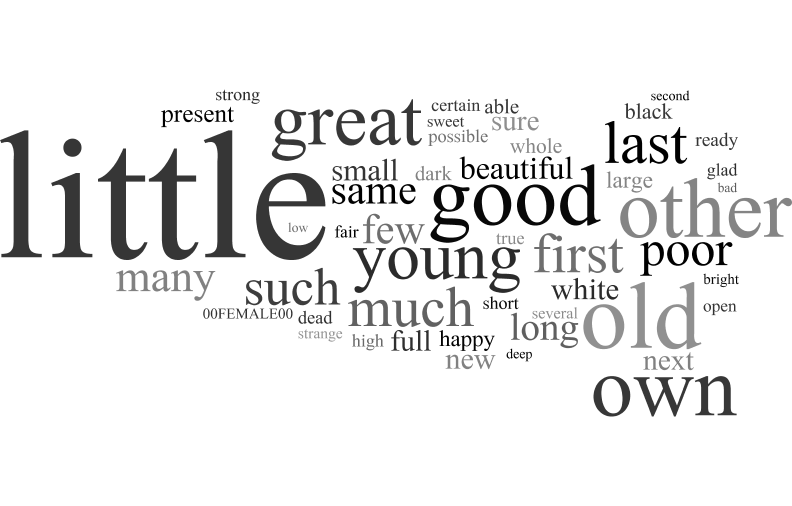 strong
present
great
certain
able
sweet
possible
sure
whole
second
black
last
ready
little
small
dark
beautiful
same
good
large
glad
bad
other
low
fair
few
young
true
first
poor
many
such
00FEMALE00
dead
strange
much
short
white
bright
several
long
old
open
high
full
happy
new
deep
next
own